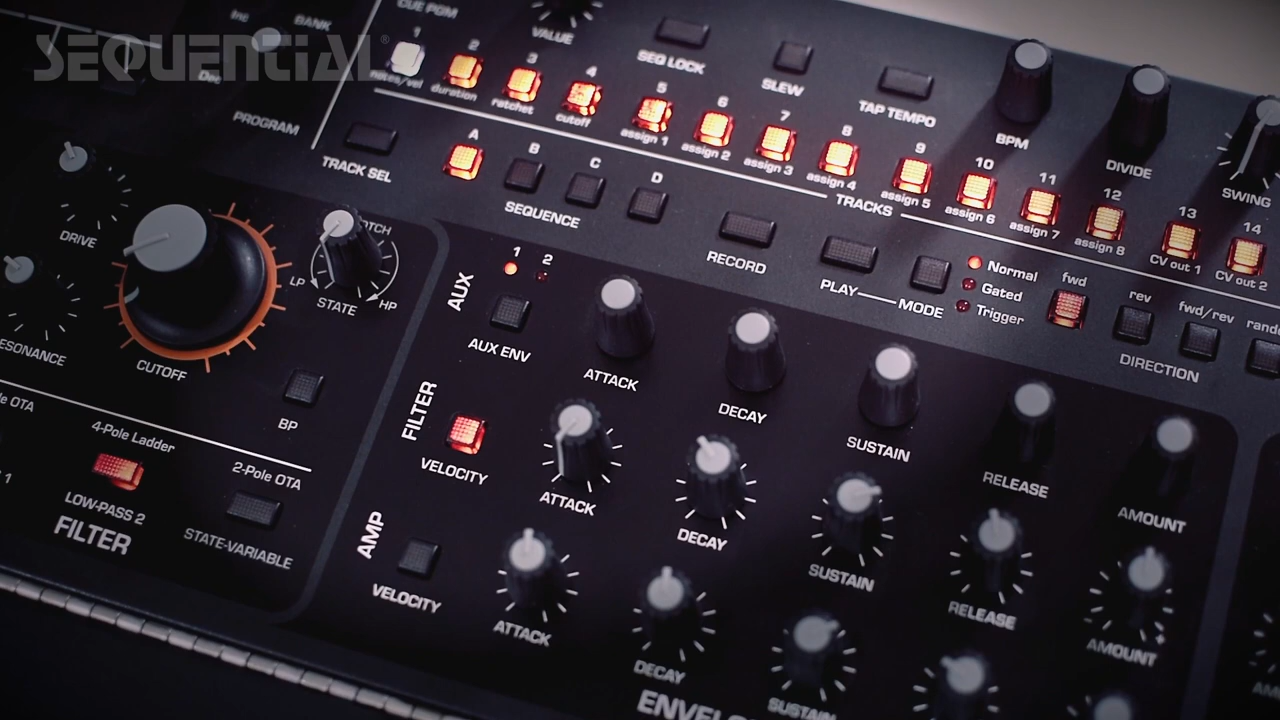 SEQUENTIAL®
Inc
BANK
Dec
PROGRAM
CUE PGM
VALUE
SEQ LOCK
SLEW
TAP TEMPO
BPM
DIVIDE
SWING
1 2 3 4 5 6 7 8 9 10 11 12 13 14
notes/vel duration ratchet cutoff assign 1 assign 2 assign 3 assign 4 assign 5 assign 6 assign 7 assign 8 CV out 1 CV out 2
TRACKS
TRACK SEL
A B C D
SEQUENCE
RECORD
PLAY
MODE
Normal
Gated
Trigger
fwd rev fwd/rev
DIRECTION
DRIVE
CUTOFF
LP
STATE
HP
BP
4-Pole Ladder
2-Pole OTA
LOW-PASS 2
STATE-VARIABLE
FILTER
AUX
1 2
AUX ENV
ATTACK
DECAY
SUSTAIN
RELEASE
AMOUNT
FILTER
VELOCITY
ATTACK
DECAY
SUSTAIN
RELEASE
AMOUNT
AMP
VELOCITY
ATTACK
DECAY
SUSTAIN